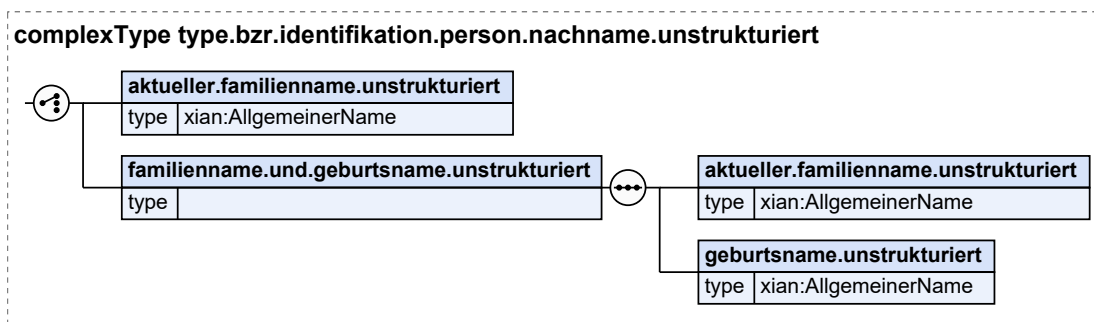 complexType type.bzr.identifikation.person.nachname.unstrukturiert
aktueller.familienname.unstrukturiert
type xian:AllgemeinerName
familienname.und.geburtsname.unstrukturiert
type
aktueller.familienname.unstrukturiert
type xian:AllgemeinerName
geburtsname.unstrukturiert
type xian:AllgemeinerName